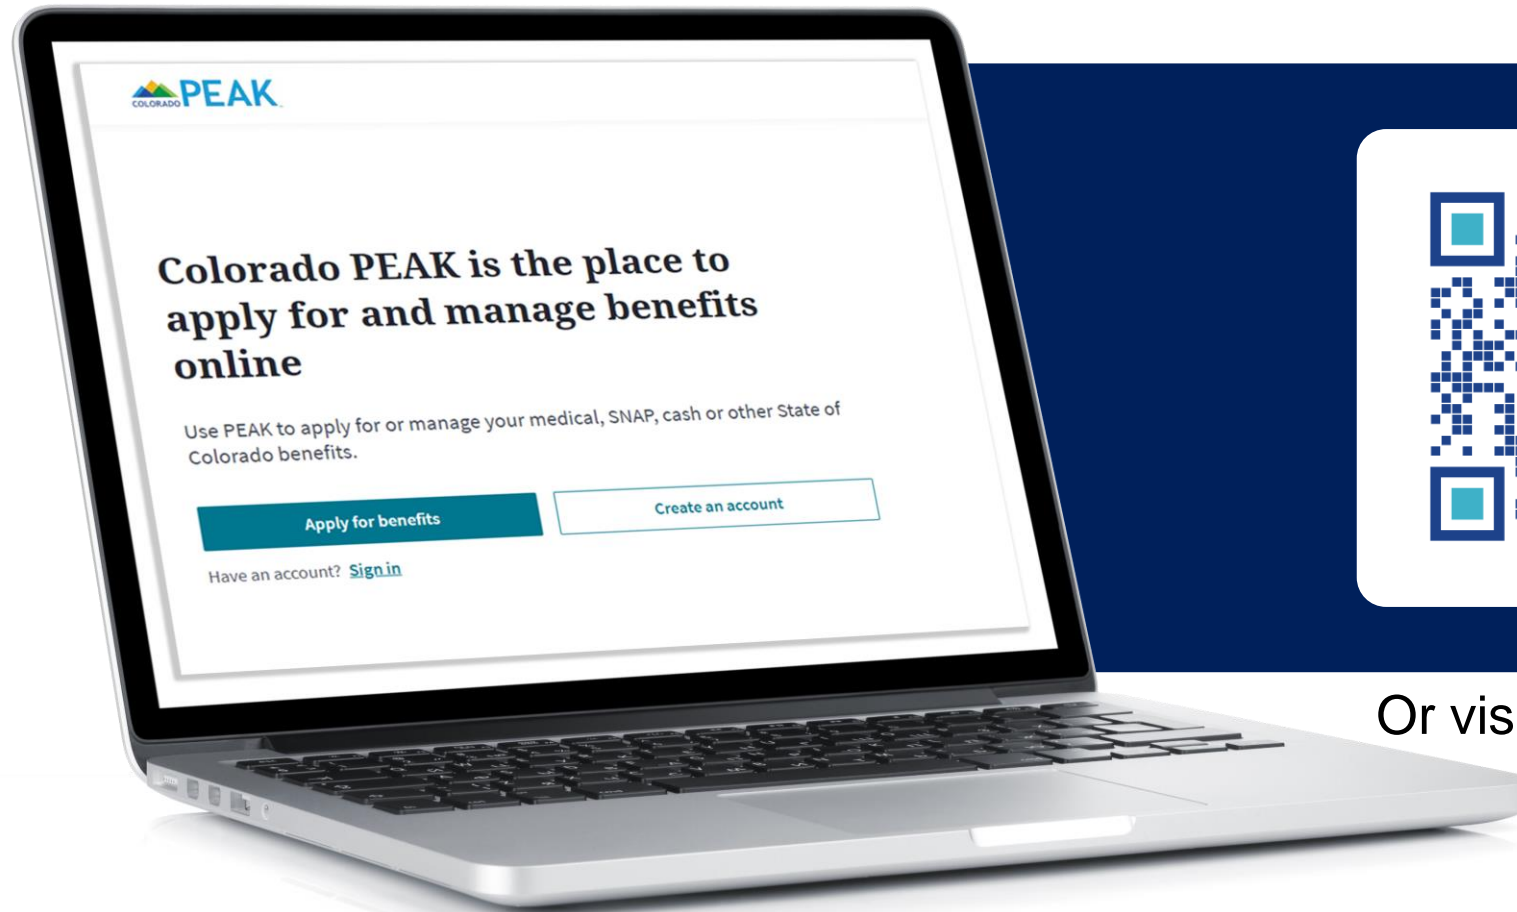 COLORADO PEAK
Colorado PEAK is the place to
apply for and manage benefits
online
Use PEAK to apply for or manage your medical, SNAP, cash or other State of
Colorado benefits.
Apply for benefits
Create an account
Have an account? Sign in
Or vis